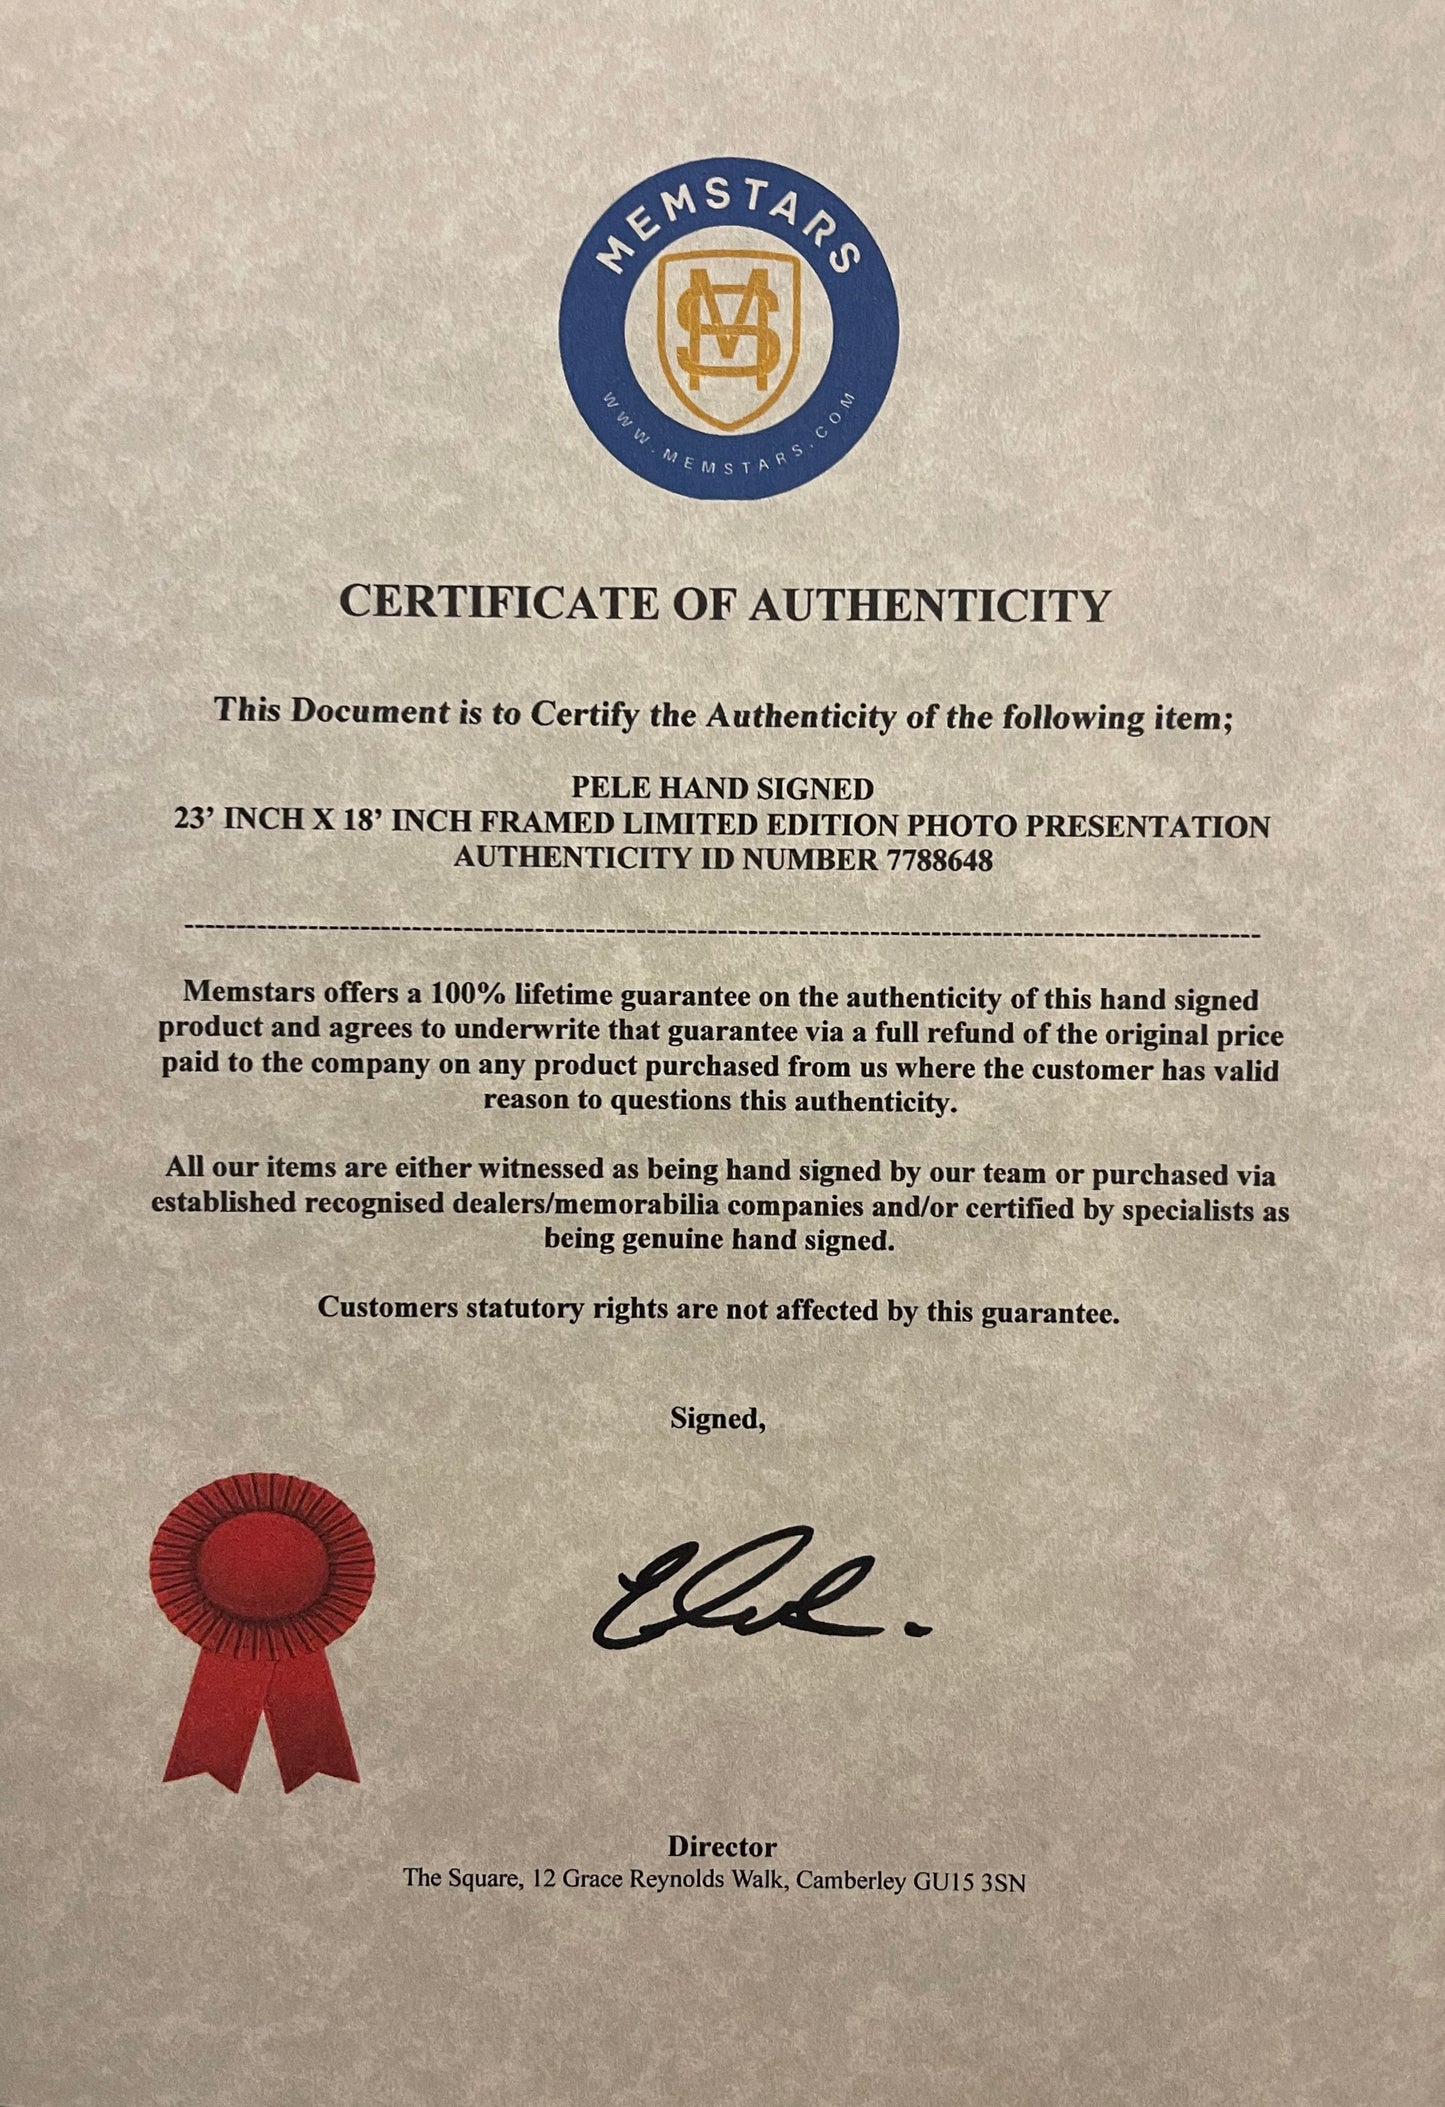 MEMSTARS
MS
WWW.MEMSTARS.COM
CERTIFICATE OF AUTHENTICITY
This Document is to Certify the Authenticity of the following item;
PELE HAND SIGNED
23’ INCH X 18’ INCH FRAMED LIMITED EDITION PHOTO PRESENTATION
AUTHENTICITY ID NUMBER 7788648
Memstars offers a 100% lifetime guarantee on the authenticity of this hand signed
product and agrees to underwrite that guarantee via a full refund of the original price
paid to the company on any product purchased from us where the customer has valid
reason to questions this authenticity.
All our items are either witnessed as being hand signed by our team or purchased via
established recognised dealers/memorabilia companies and/or certified by specialists as
being genuine hand signed.
Customers statutory rights are not affected by this guarantee.
Signed,
Director
The Square, 12 Grace Reynolds Walk, Camberley GU15 3SN